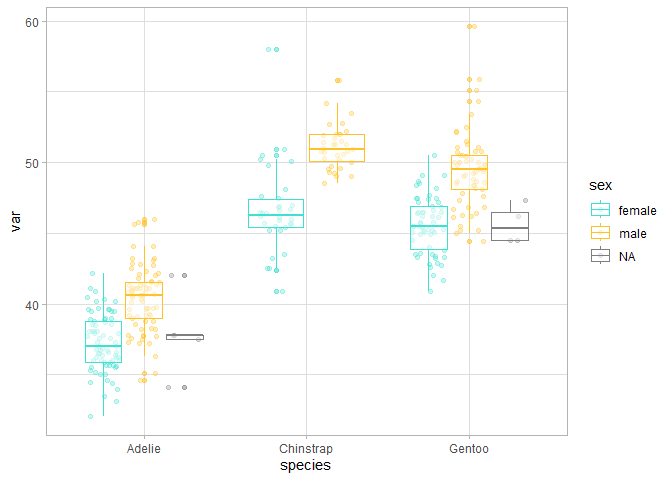 60
50
40
var
Adelie
Chinstrap
Gentoo
species
sex
female
male
NA